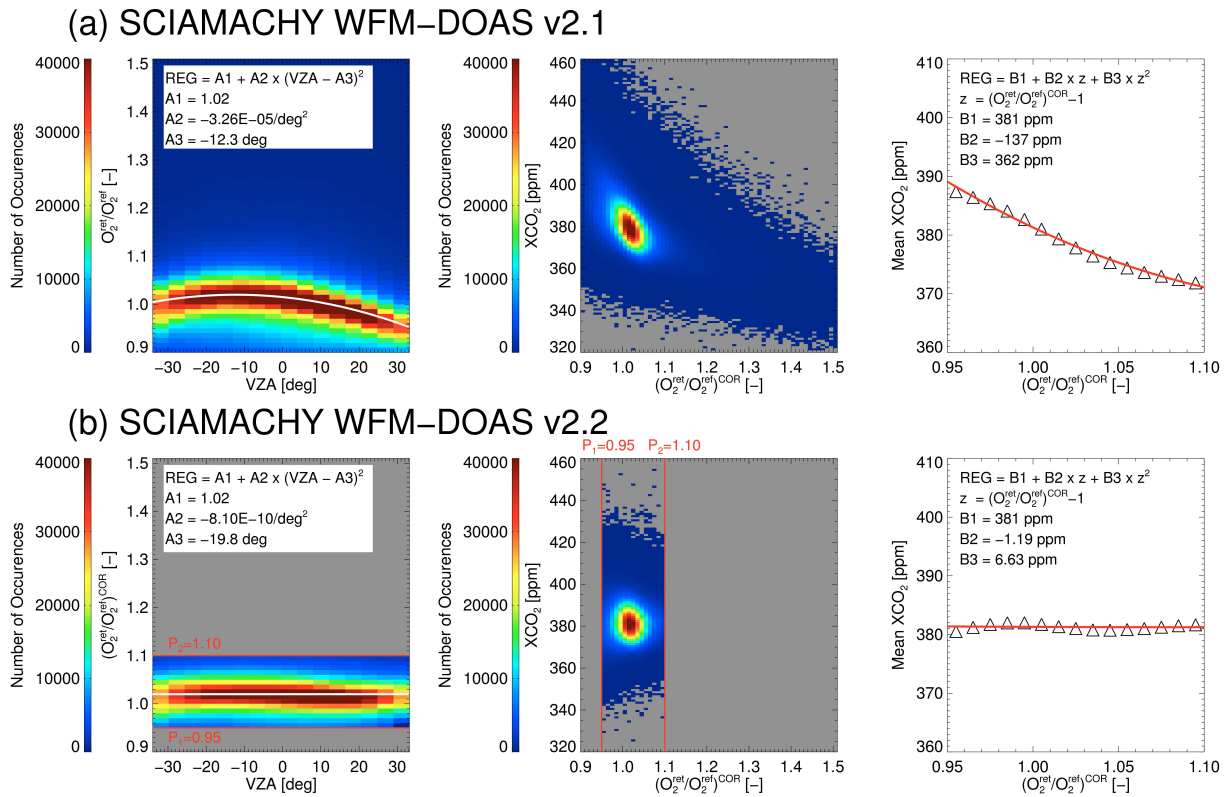 (a) SCIAMACHY WFM−DOAS v2.1
40000
30000
20000
10000
0
Number of Occurences
1.5
1.4
1.3
1.2
1.1
1.0
0.9
O₂ʳᵉᵗ/O₂ʳᵉᶠ [−]
REG = A1 + A2 x (VZA − A3)²
A1 = 1.02
A2 = −3.26E−05/deg²
A3 = −12.3 deg
−30 −20 −10 0 10 20 30
VZA [deg]
40000
30000
20000
10000
0
Number of Occurences
460
440
420
400
380
360
340
320
XCO₂ [ppm]
0.9 1.0 1.1 1.2 1.3 1.4 1.5
(O₂ʳᵉᵗ/O₂ʳᵉᶠ)ᶜᴼᴿ [−]
410
400
390
380
370
360
Mean XCO₂ [ppm]
REG = B1 + B2 x z + B3 x z²
z = (O₂ʳᵉᵗ/O₂ʳᵉᶠ)ᶜᴼᴿ−1
B1 = 381 ppm
B2 = −137 ppm
B3 = 362 ppm
0.95 1.00 1.05 1.10
(O₂ʳᵉᵗ/O₂ʳᵉᶠ)ᶜᴼᴿ [−]
(b) SCIAMACHY WFM−DOAS v2.2
40000
30000
20000
10000
0
Number of Occurences
1.5
1.4
1.3
1.2
1.1
1.0
0.9
(O₂ʳᵉᵗ/O₂ʳᵉᶠ)ᶜᴼᴿ [−]
REG = A1 + A2 x (VZA − A3)²
A1 = 1.02
A2 = −8.10E−10/deg²
A3 = −19.8 deg
P₂=1.10
P₁=0.95
−30 −20 −10 0 10 20 30
VZA [deg]
40000
30000
20000
10000
0
Number of Occurences
P₁=0.95 P₂=1.10
460
440
420
400
380
360
340
320
XCO₂ [ppm]
0.9 1.0 1.1 1.2 1.3 1.4 1.5
(O₂ʳᵉᵗ/O₂ʳᵉᶠ)ᶜᴼᴿ [−]
410
400
390
380
370
360
Mean XCO₂ [ppm]
REG = B1 + B2 x z + B3 x z²
z = (O₂ʳᵉᵗ/O₂ʳᵉᶠ)ᶜᴼᴿ−1
B1 = 381 ppm
B2 = −1.19 ppm
B3 = 6.63 ppm
0.95 1.00 1.05 1.10
(O₂ʳᵉᵗ/O₂ʳᵉᶠ)ᶜᴼᴿ [−]